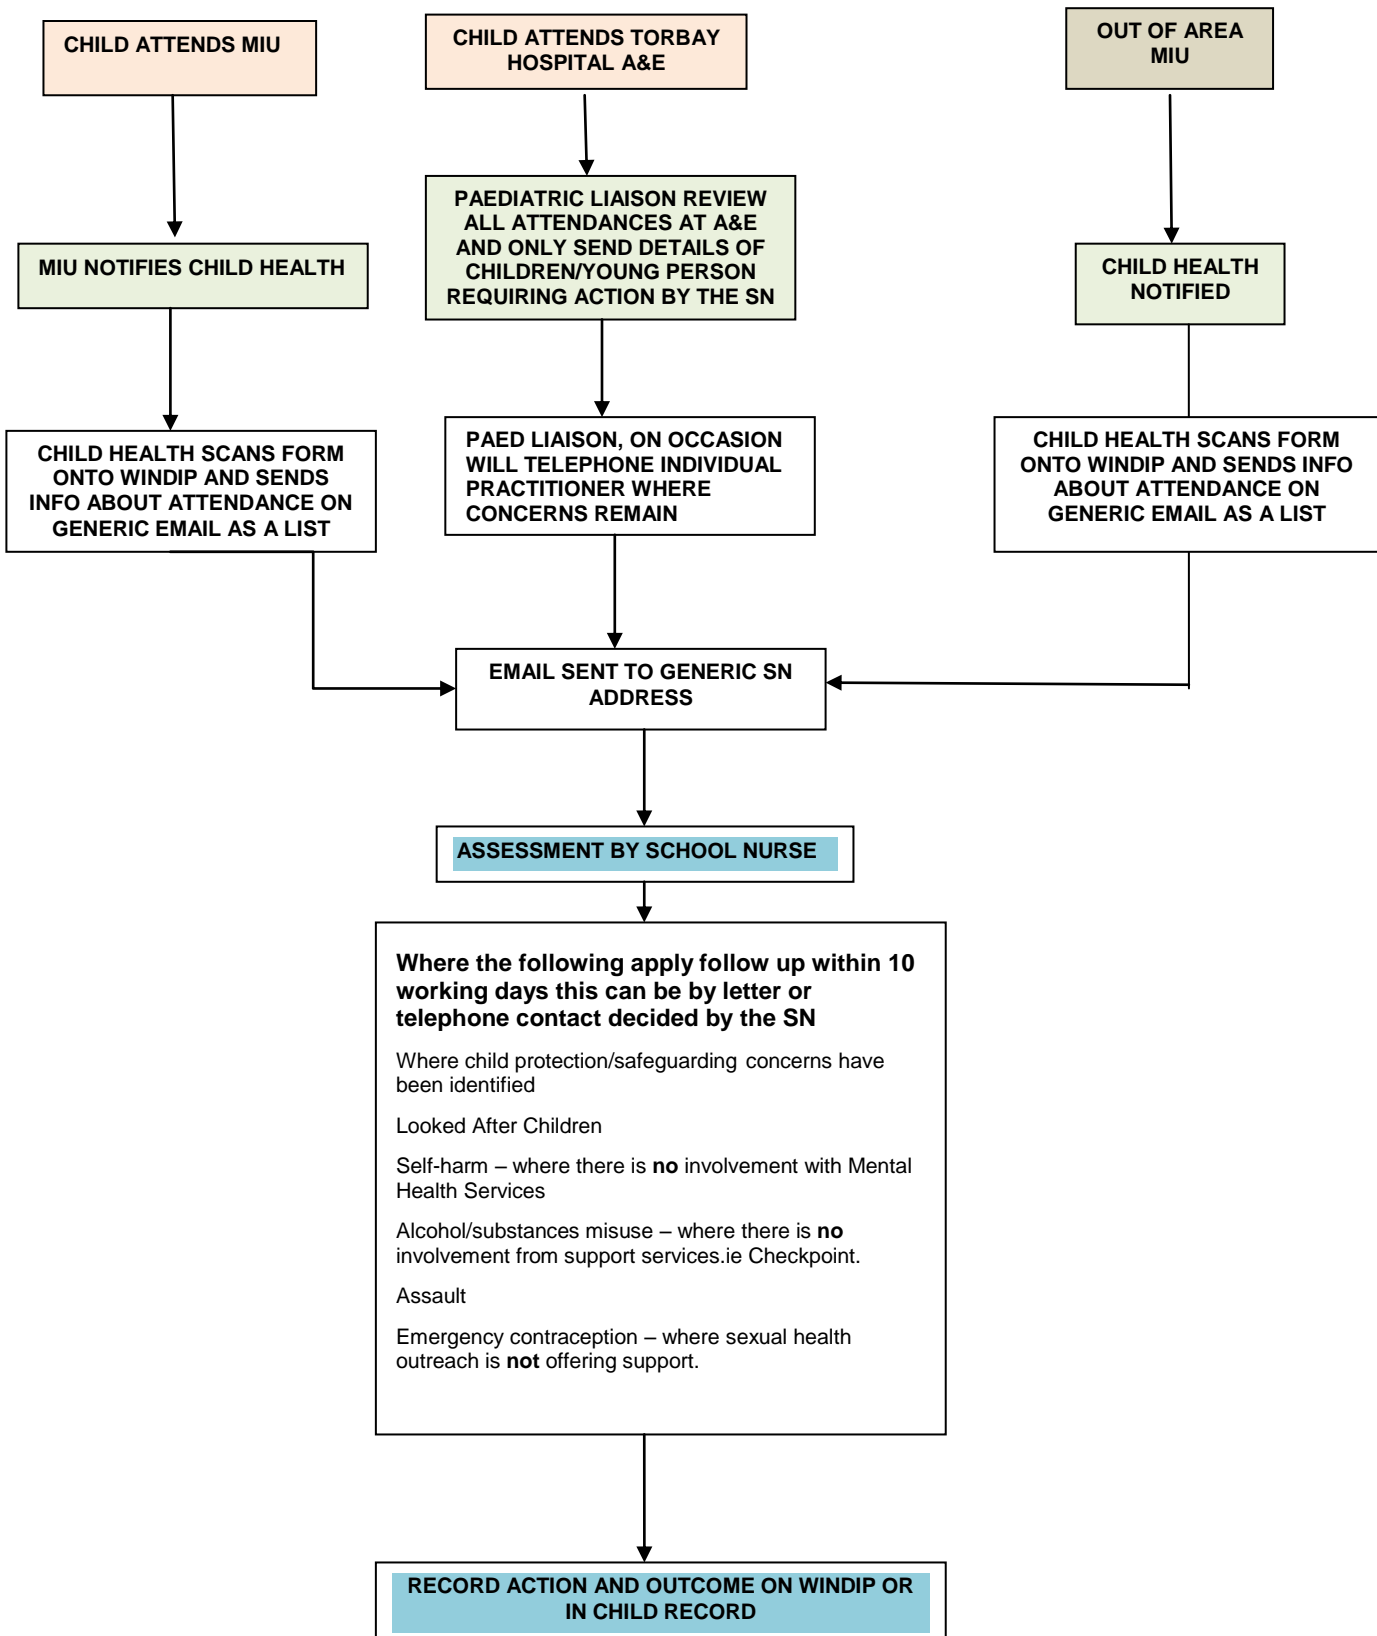 CHILD ATTENDS MIU
CHILD ATTENDS TORBAY
HOSPITAL A&E
OUT OF AREA
MIU
MIU NOTIFIES CHILD HEALTH
PAEDIATRIC LIAISON REVIEW
ALL ATTENDANCES AT A&E
AND ONLY SEND DETAILS OF
CHILDREN/YOUNG PERSON
REQUIRING ACTION BY THE SN
CHILD HEALTH
NOTIFIED
CHILD HEALTH SCANS FORM
ONTO WINDIP AND SENDS
INFO ABOUT ATTENDANCE ON
GENERIC EMAIL AS A LIST
PAED LIAISON, ON OCCASION
WILL TELEPHONE INDIVIDUAL
PRACTITIONER WHERE
CONCERNS REMAIN
CHILD HEALTH SCANS FORM
ONTO WINDIP AND SENDS INFO
ABOUT ATTENDANCE ON
GENERIC EMAIL AS A LIST
EMAIL SENT TO GENERIC SN
ADDRESS
ASSESSMENT BY SCHOOL NURSE
Where the following apply follow up within 10
working days this can be by letter or
telephone contact decided by the SN
Where child protection/safeguarding concerns have
been identified
Looked After Children
Self-harm – where there is no involvement with Mental
Health Services
Alcohol/substances misuse – where there is no
involvement from support services.ie Checkpoint.
Assault
Emergency contraception – where sexual health
outreach is not offering support.
RECORD ACTION AND OUTCOME ON WINDIP OR
IN CHILD RECORD